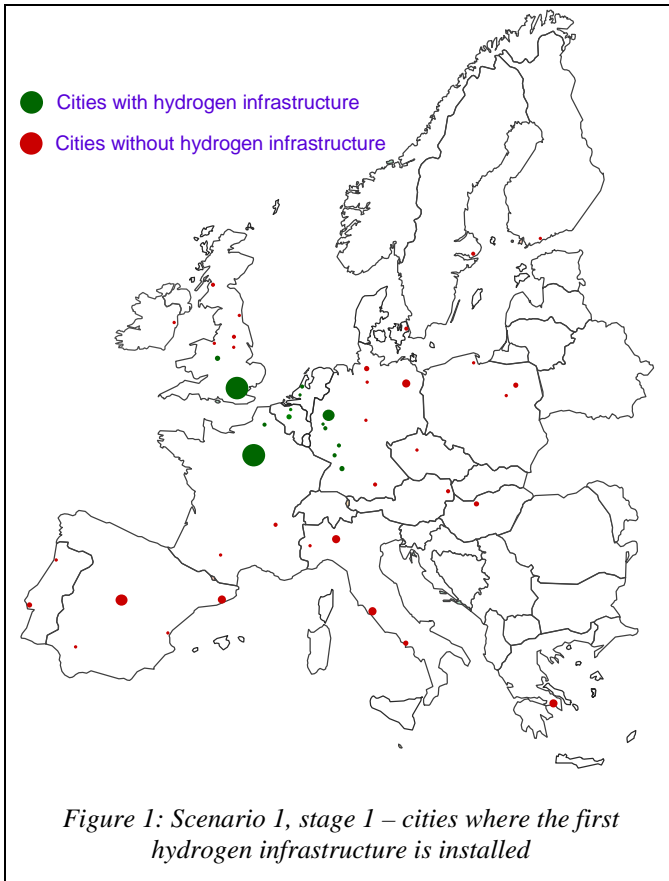 Cities with hydrogen infrastructure
Cities without hydrogen infrastructure
Figure 1: Scenario 1, stage 1 – cities where the first
hydrogen infrastructure is installed